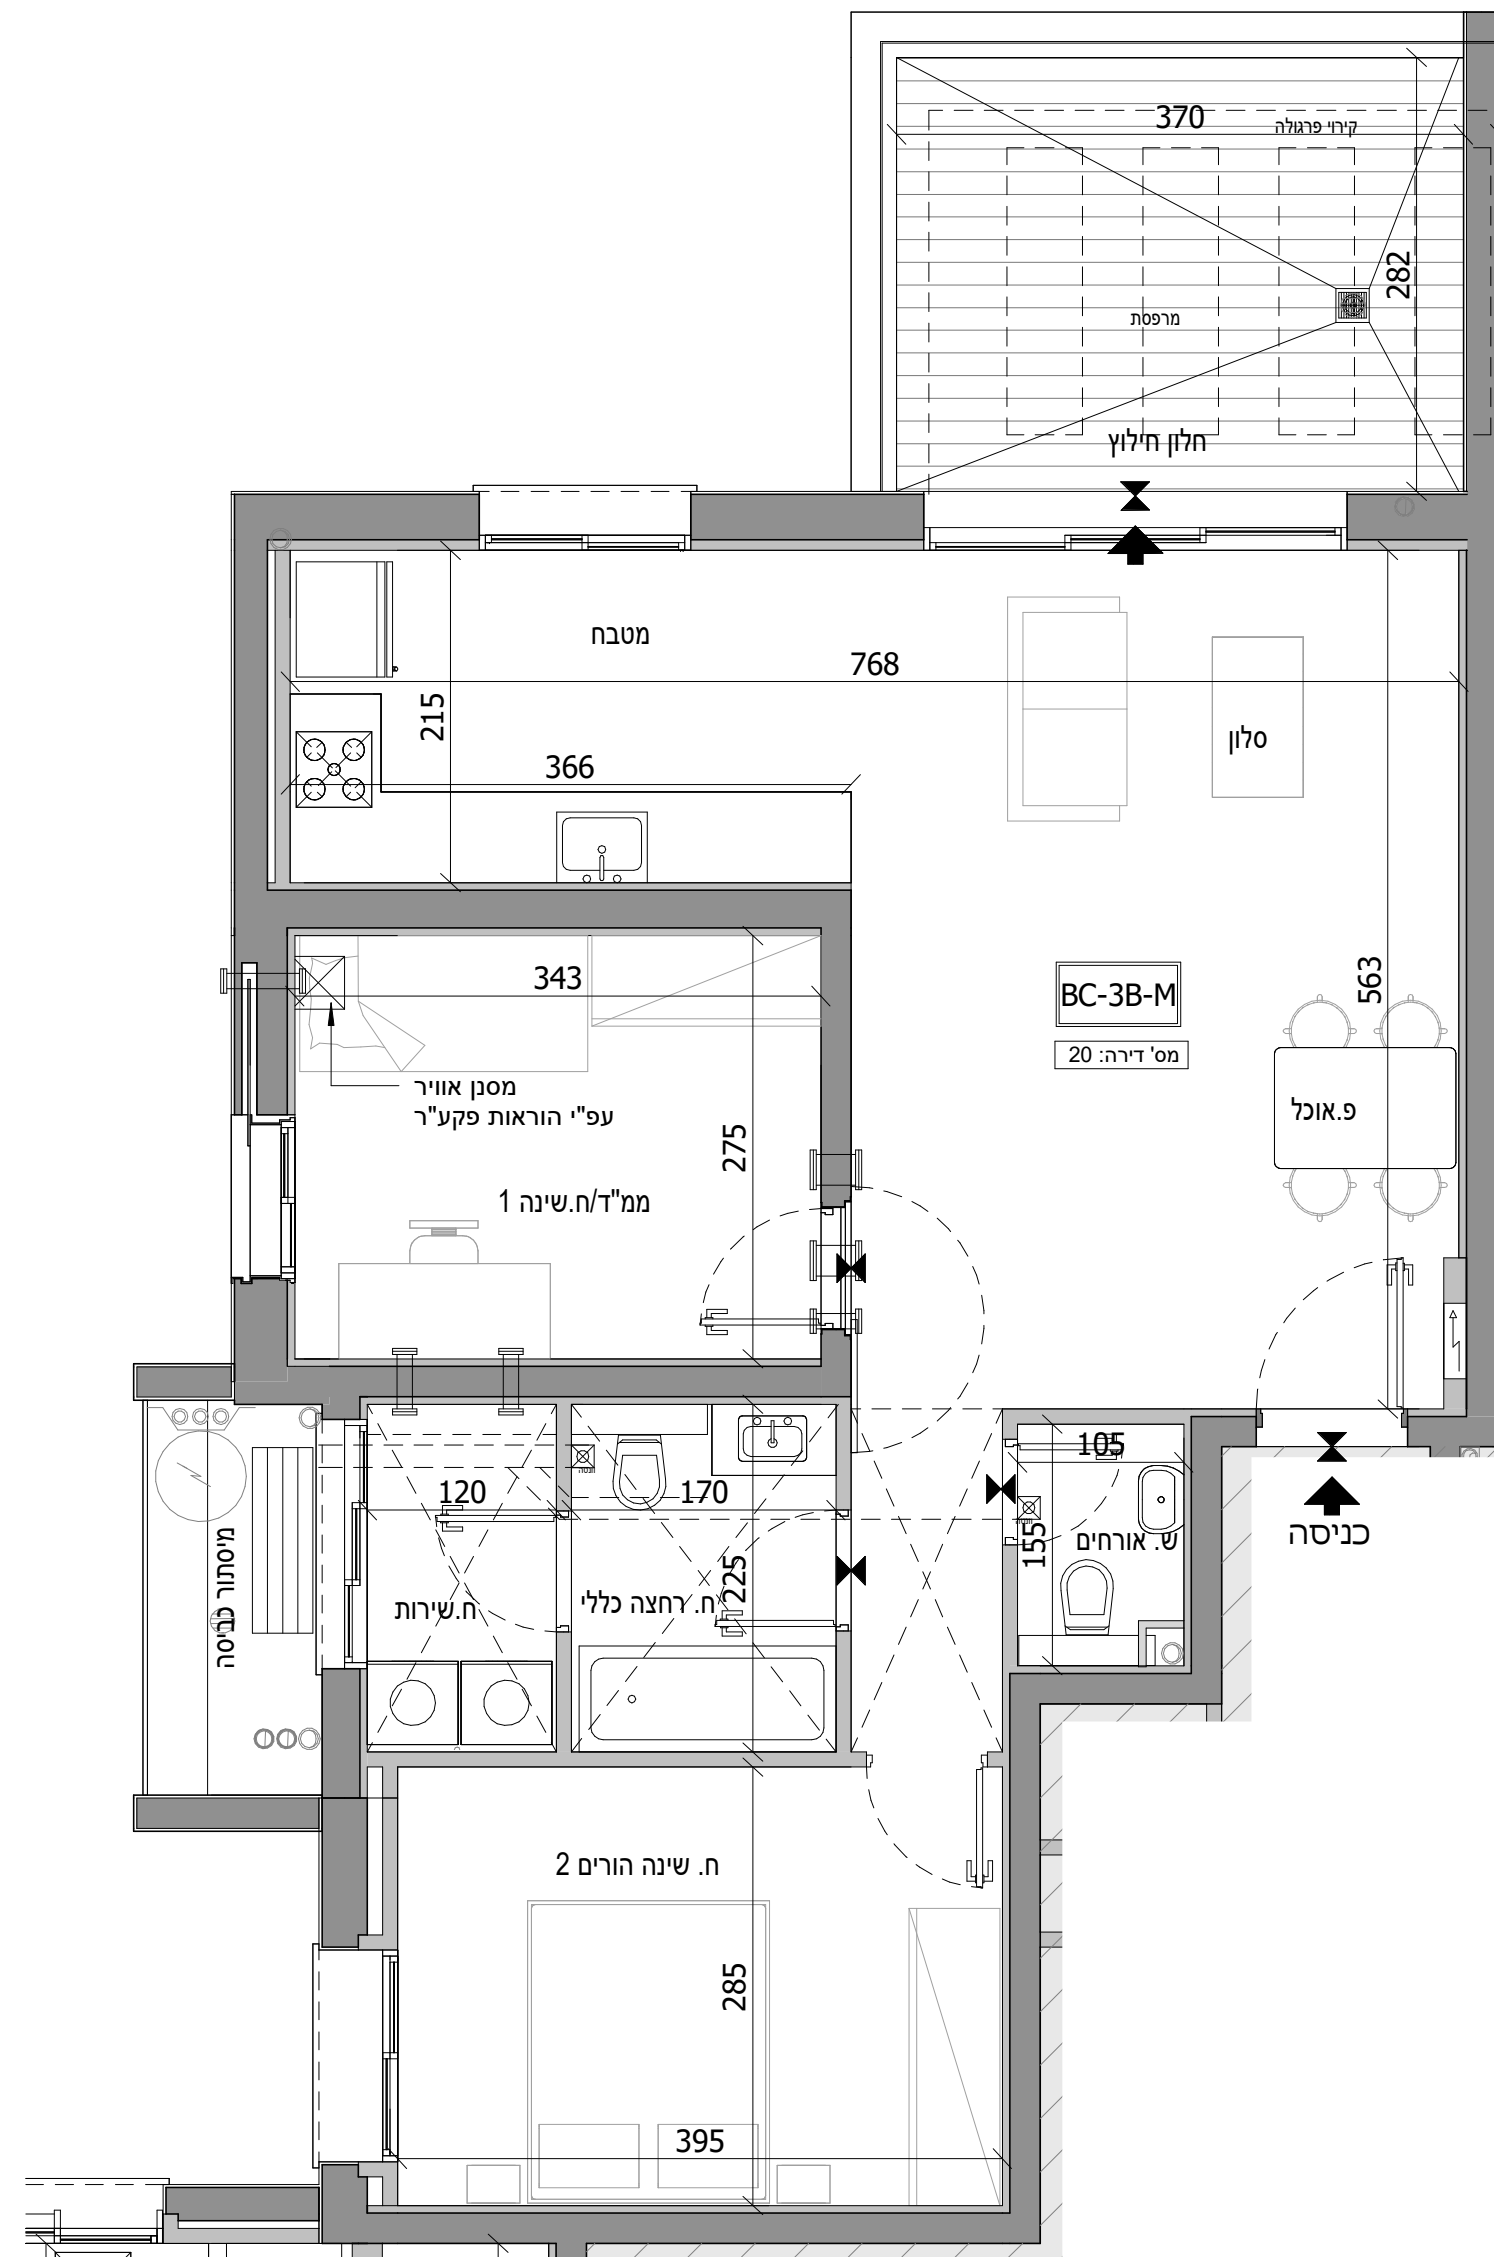 370
קירוי פרגולה
282
מרפסת
חלון חילוץ
מטבח
768
215
סלון
366
BC-3B-M
מס' דירה: 20
563
343
מסנן אוויר
עפ"י הוראות פקע"ר
פ.אוכל
275
ממ"ד/ח.שינה 1
105
120
170
155
ש. אורחים
כניסה
מיסתור כביסה
225
ח.שירות
ח. רחצה כללי
ח. שינה הורים 2
285
395